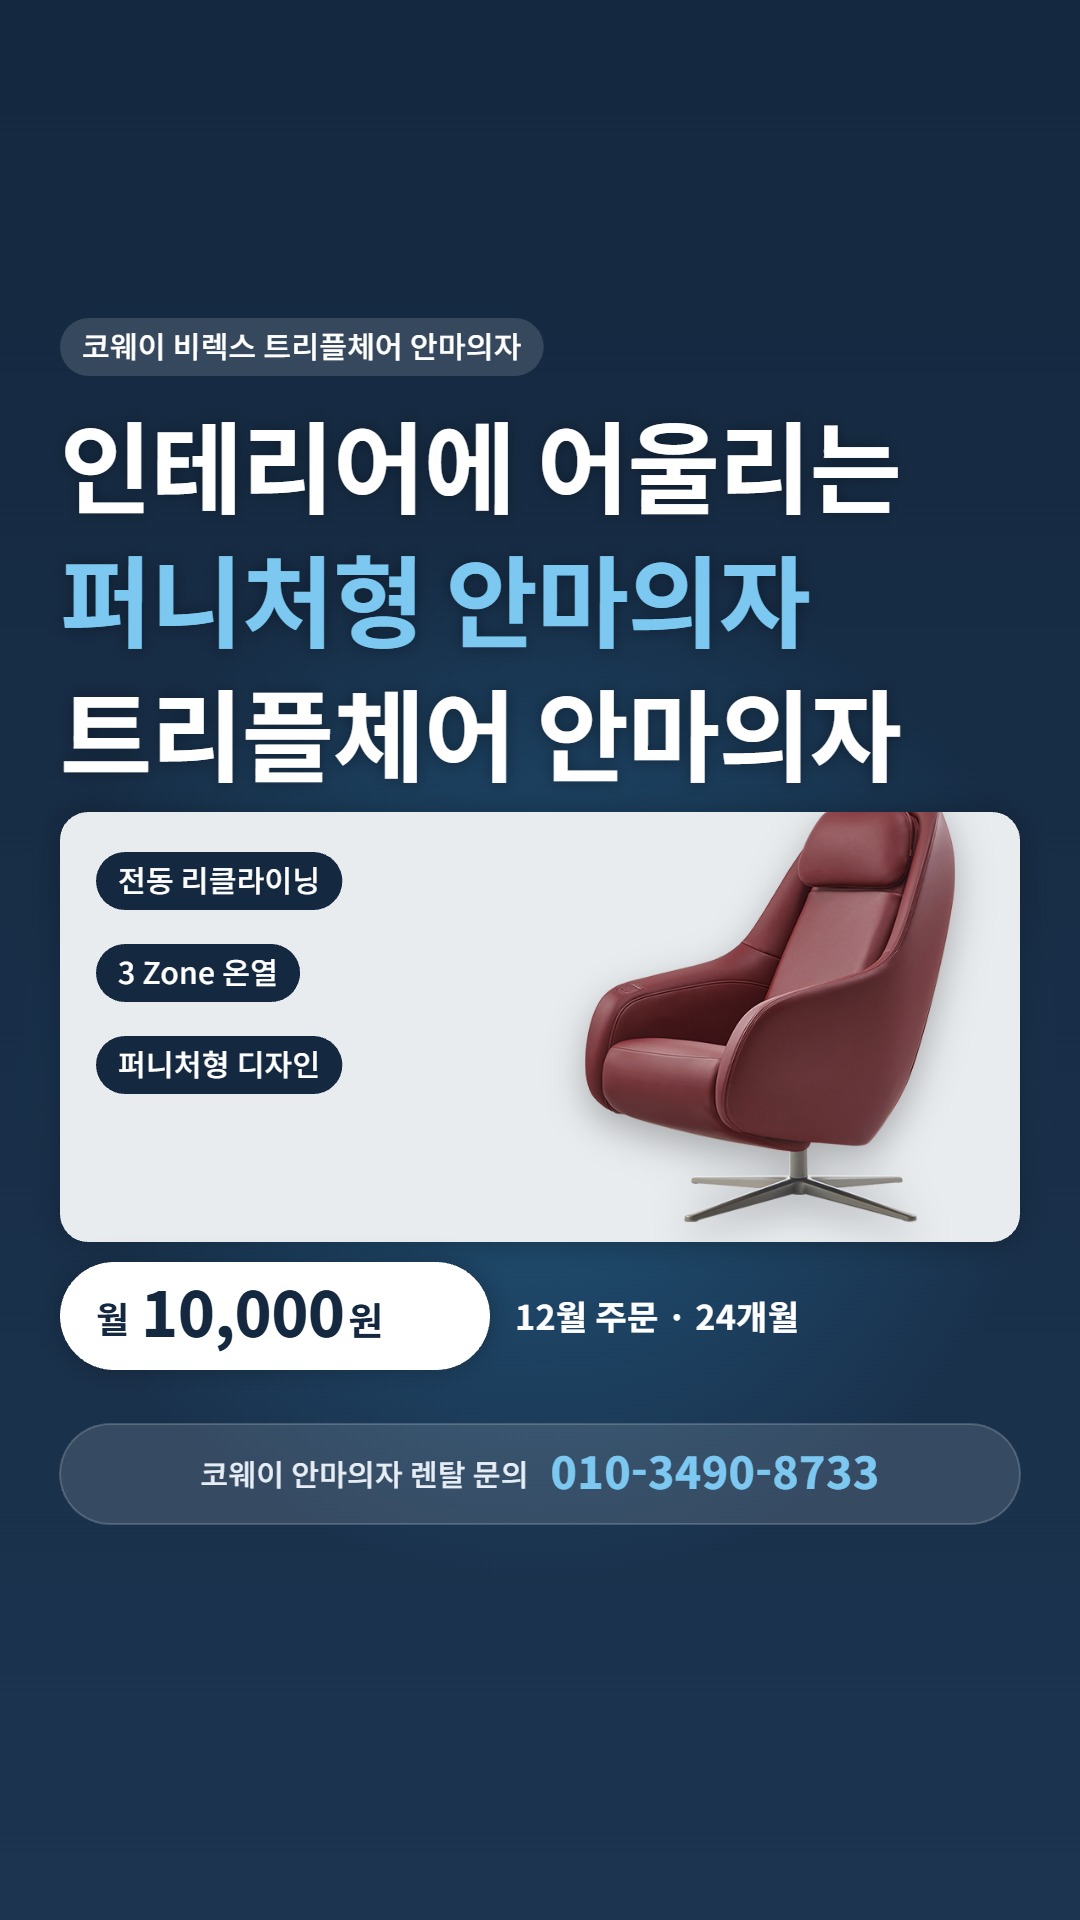 코웨이 비렉스 트리플체어 안마의자
인테리어에 어울리는
퍼니처형 안마의자
트리플체어 안마의자
전동 리클라이닝
3 Zone 온열
퍼니처형 디자인
월 10,000원
12월 주문 · 24개월
코웨이 안마의자 렌탈 문의 010-3490-8733